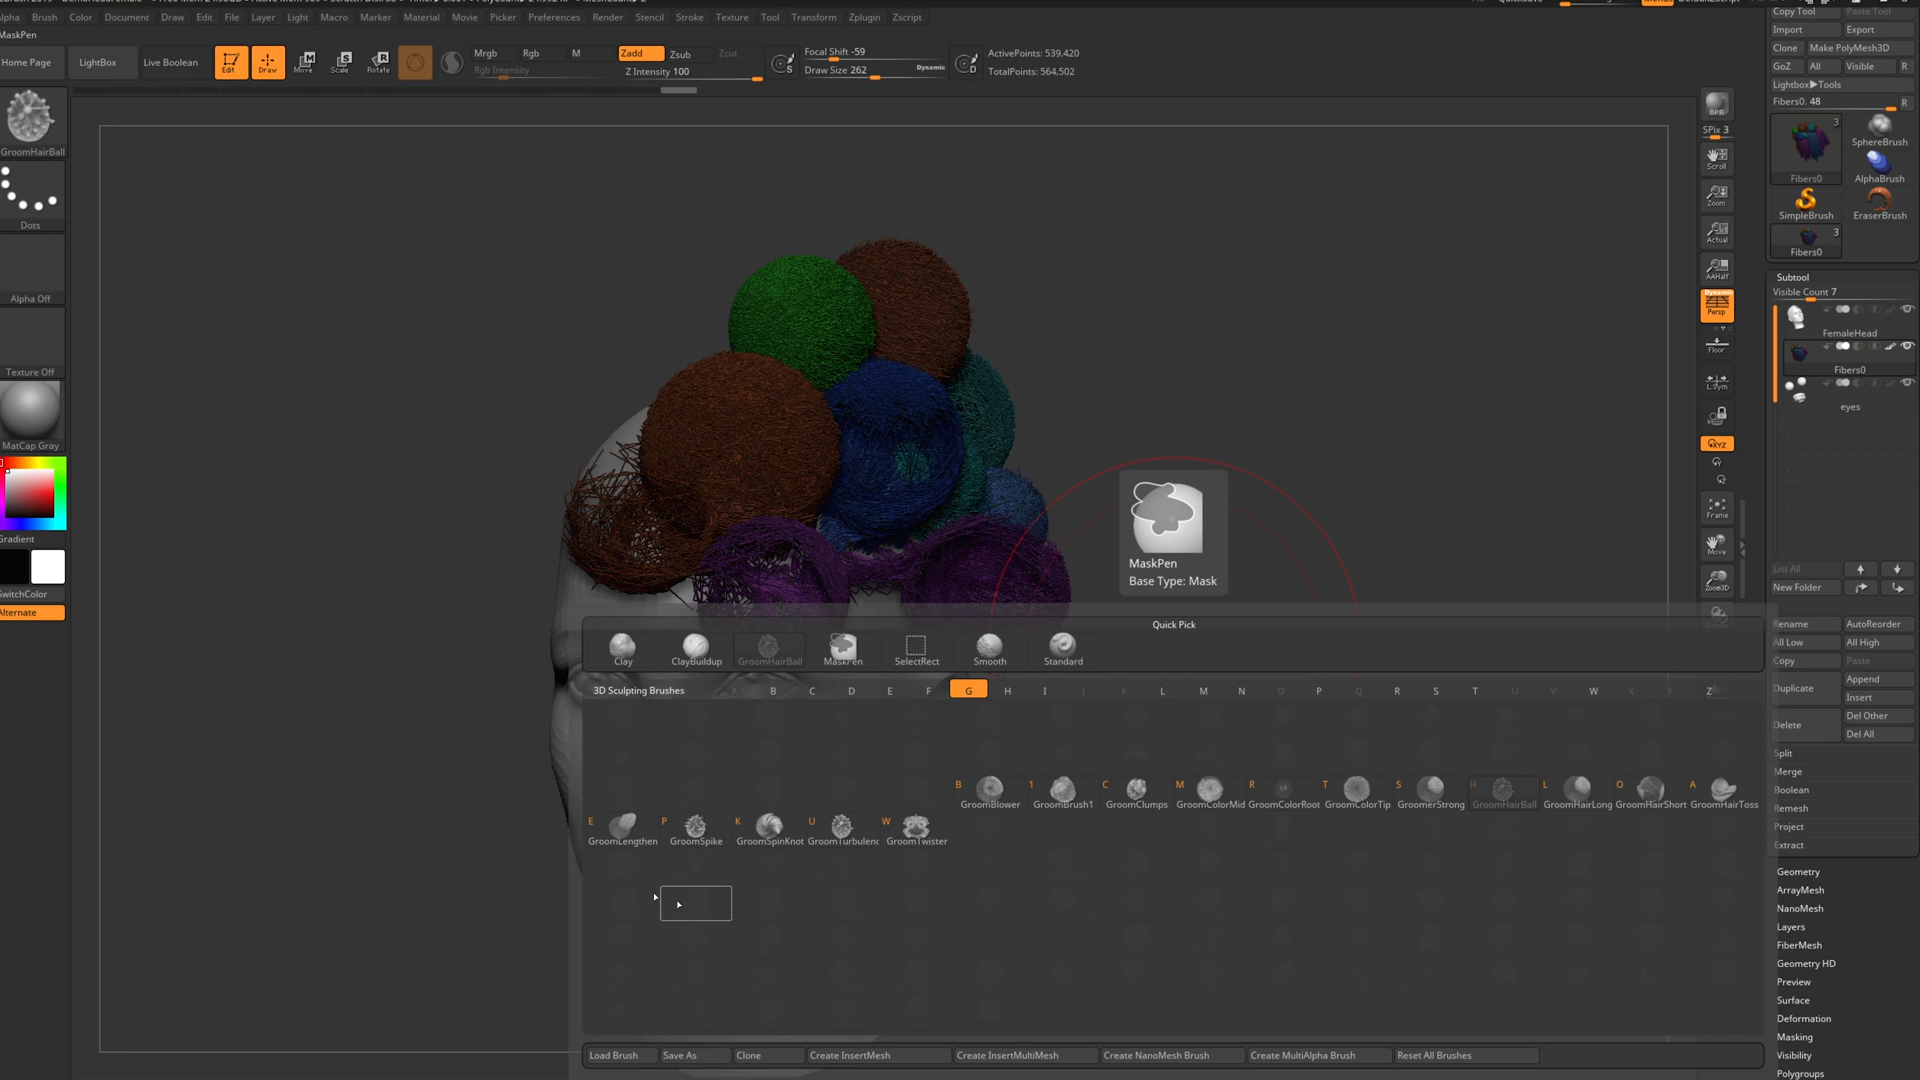 Alpha Brush Color Document Draw Edit File Layer Light Macro Marker Material Movie Picker Preferences Render Stencil Stroke Texture Tool Transform Zplugin Zscript
MaskPen
Home Page
LightBox
Live Boolean
Edit
Draw
Move
Scale
Rotate
Mrgb
Rgb
M
Rgb Intensity
Zadd
Zsub
Zcut
Z Intensity 100
S
Focal Shift -59
Draw Size 262
Dynamic
D
ActivePoints: 539,420
TotalPoints: 564,502
GroomHairBall
Dots
Alpha Off
Texture Off
MatCap Gray
Gradient
SwitchColor
Alternate
MaskPen
Base Type: Mask
Quick Pick
Clay
ClayBuildup
GroomHairBall
MaskPen
SelectRect
Smooth
Standard
3D Sculpting Brushes
A B C D E F G H I J K L M N O P Q R S T U V W X Y Z
B GroomBlower
1 GroomBrush1
C GroomClumps
M GroomColorMid
R GroomColorRoot
T GroomColorTip
S GroomerStrong
H GroomHairBall
L GroomHairLong
O GroomHairShort
A GroomHairToss
E GroomLengthen
P GroomSpike
K GroomSpinKnot
U GroomTurbulenc
W GroomTwister
Load Brush
Save As
Clone
Create InsertMesh
Create InsertMultiMesh
Create NanoMesh Brush
Create MultiAlpha Brush
Reset All Brushes
BPR
SPix 3
Scroll
Zoom
Actual
AAHalf
Dynamic
Persp
Floor
L.Sym
XYZ
Frame
Move
Zoom3D
Copy Tool
Paste Tool
Import
Export
Clone
Make PolyMesh3D
GoZ
All
Visible
R
Lightbox▶Tools
Fibers0. 48
R
3
Fibers0
SphereBrush
AlphaBrush
SimpleBrush
EraserBrush
3
Fibers0
Subtool
Visible Count 7
FemaleHead
Fibers0
eyes
List All
New Folder
Rename
AutoReorder
All Low
All High
Copy
Paste
Duplicate
Append
Insert
Delete
Del Other
Del All
Split
Merge
Boolean
Remesh
Project
Extract
Geometry
ArrayMesh
NanoMesh
Layers
FiberMesh
Geometry HD
Preview
Surface
Deformation
Masking
Visibility
Polygroups